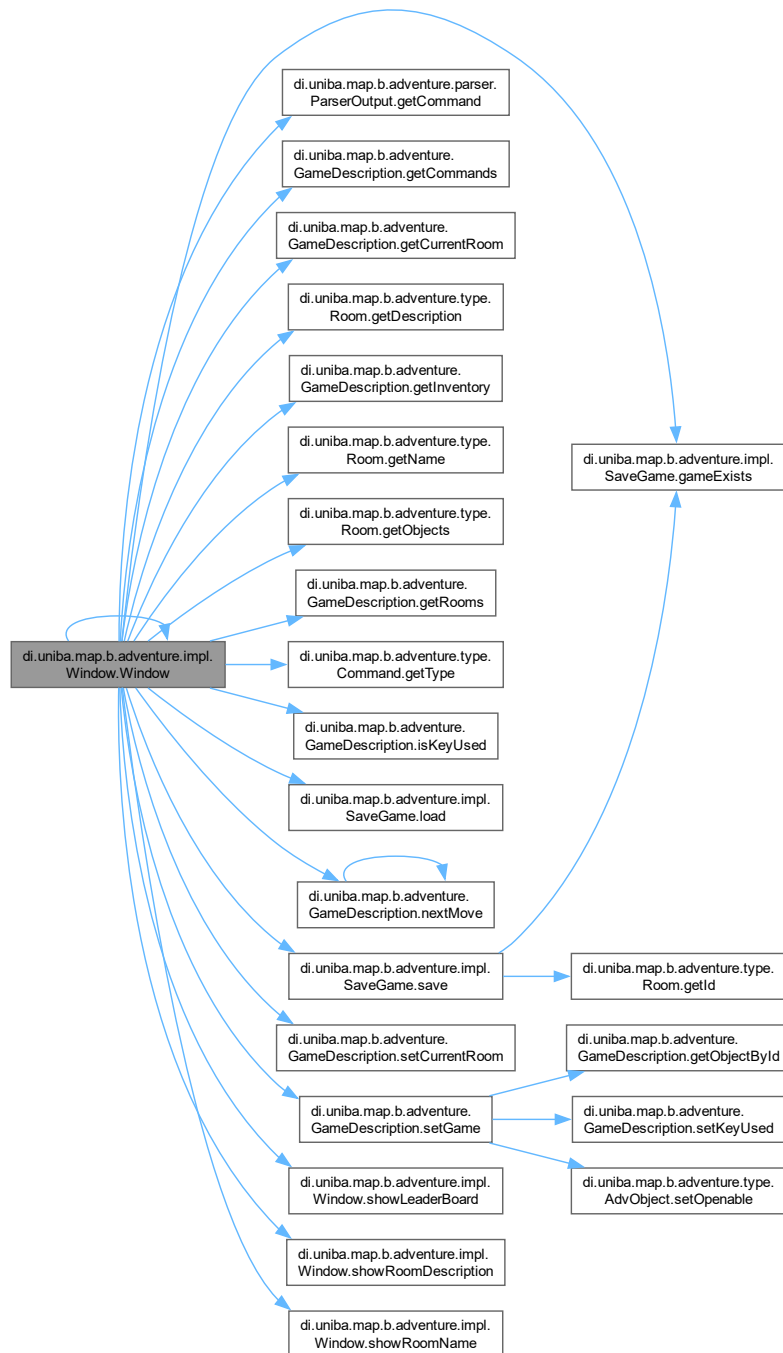 di.uniba.map.b.adventure.parser.
ParserOutput.getCommand
di.uniba.map.b.adventure.
GameDescription.getCommands
di.uniba.map.b.adventure.
GameDescription.getCurrentRoom
di.uniba.map.b.adventure.type.
Room.getDescription
di.uniba.map.b.adventure.
GameDescription.getInventory
di.uniba.map.b.adventure.type.
Room.getName
di.uniba.map.b.adventure.impl.
SaveGame.gameExists
di.uniba.map.b.adventure.type.
Room.getObjects
di.uniba.map.b.adventure.
GameDescription.getRooms
di.uniba.map.b.adventure.impl.
Window.Window
di.uniba.map.b.adventure.type.
Command.getType
di.uniba.map.b.adventure.
GameDescription.isKeyUsed
di.uniba.map.b.adventure.impl.
SaveGame.load
di.uniba.map.b.adventure.
GameDescription.nextMove
di.uniba.map.b.adventure.impl.
SaveGame.save
di.uniba.map.b.adventure.type.
Room.getId
di.uniba.map.b.adventure.
GameDescription.setCurrentRoom
di.uniba.map.b.adventure.
GameDescription.getObjectById
di.uniba.map.b.adventure.
GameDescription.setGame
di.uniba.map.b.adventure.
GameDescription.setKeyUsed
di.uniba.map.b.adventure.type.
AdvObject.setOpenable
di.uniba.map.b.adventure.impl.
Window.showLeaderBoard
di.uniba.map.b.adventure.impl.
Window.showRoomDescription
di.uniba.map.b.adventure.impl.
Window.showRoomName